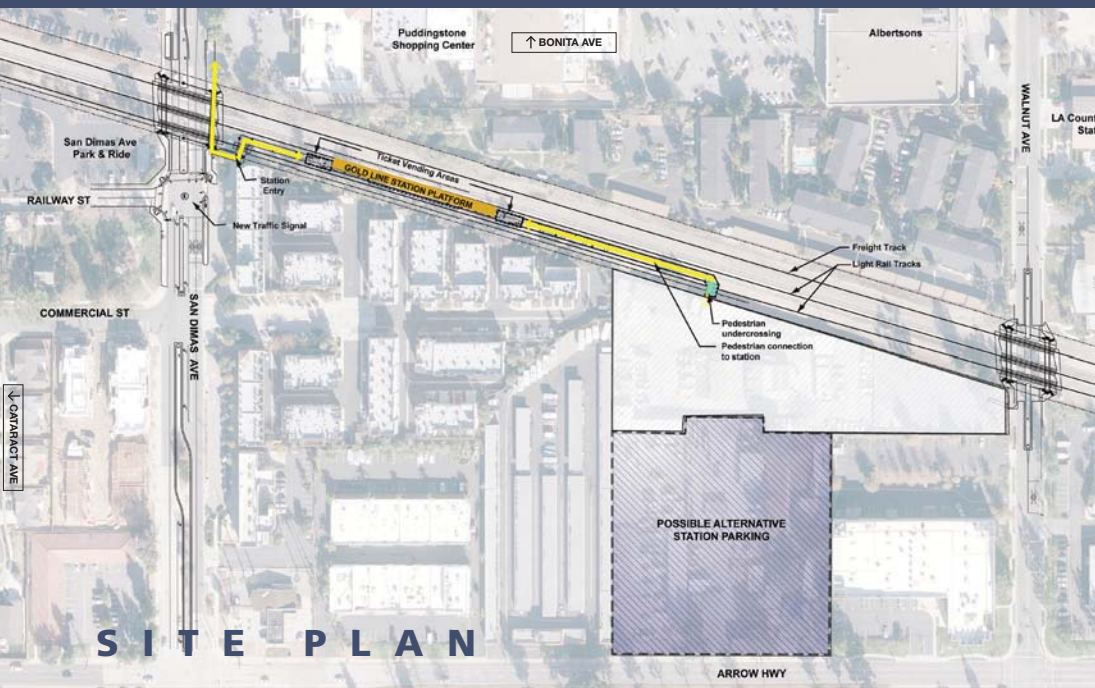 Puddingstone
Shopping Center
↑ BONITA AVE
Albertsons
WALNUT AVE
LA Count
Stat
San Dimas Ave
Park & Ride
Ticket Vending Areas
GOLD LINE STATION PLATFORM
Station
Entry
RAILWAY ST
New Traffic Signal
Freight Track
Light Rail Tracks
COMMERCIAL ST
SAN DIMAS AVE
Pedestrian
undercrossing
Pedestrian connection
to station
↓ CATARACT AVE
POSSIBLE ALTERNATIVE
STATION PARKING
SITE PLAN
ARROW HWY